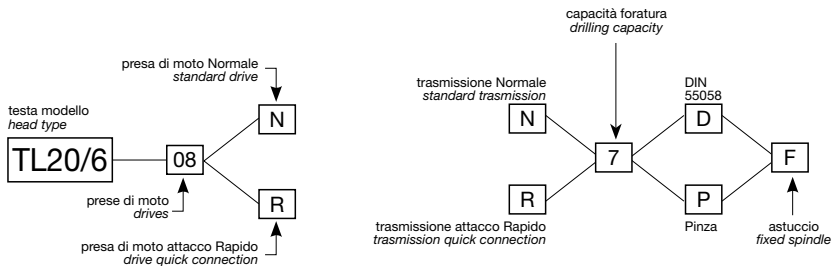 testa modello
head type
TL20/6
08
prese di moto
drives
presa di moto Normale
standard drive
N
R
presa di moto attacco Rapido
drive quick connection
capacità foratura
drilling capacity
trasmissione Normale
standard trasmission
N
R
trasmissione attacco Rapido
trasmission quick connection
7
DIN
55058
D
P
Pinza
F
astuccio
fixed spindle